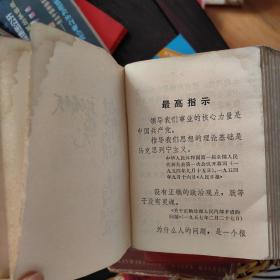 最高指示
领导我们事业的核心力量是
中国共产党。
指导我们思想的理论基础是
马克思列宁主义。
中华人民共和国第一届全国人民
代表大会第一次会议开幕词（一
九五四年九月十五日），一九五四
年九月十六日《人民日报》
没有正确的政治观点，就等
于没有灵魂。
《关于正确处理人民内部矛盾的
问题》（一九五七年二月二十七日）
为什么人的问题，是一个根